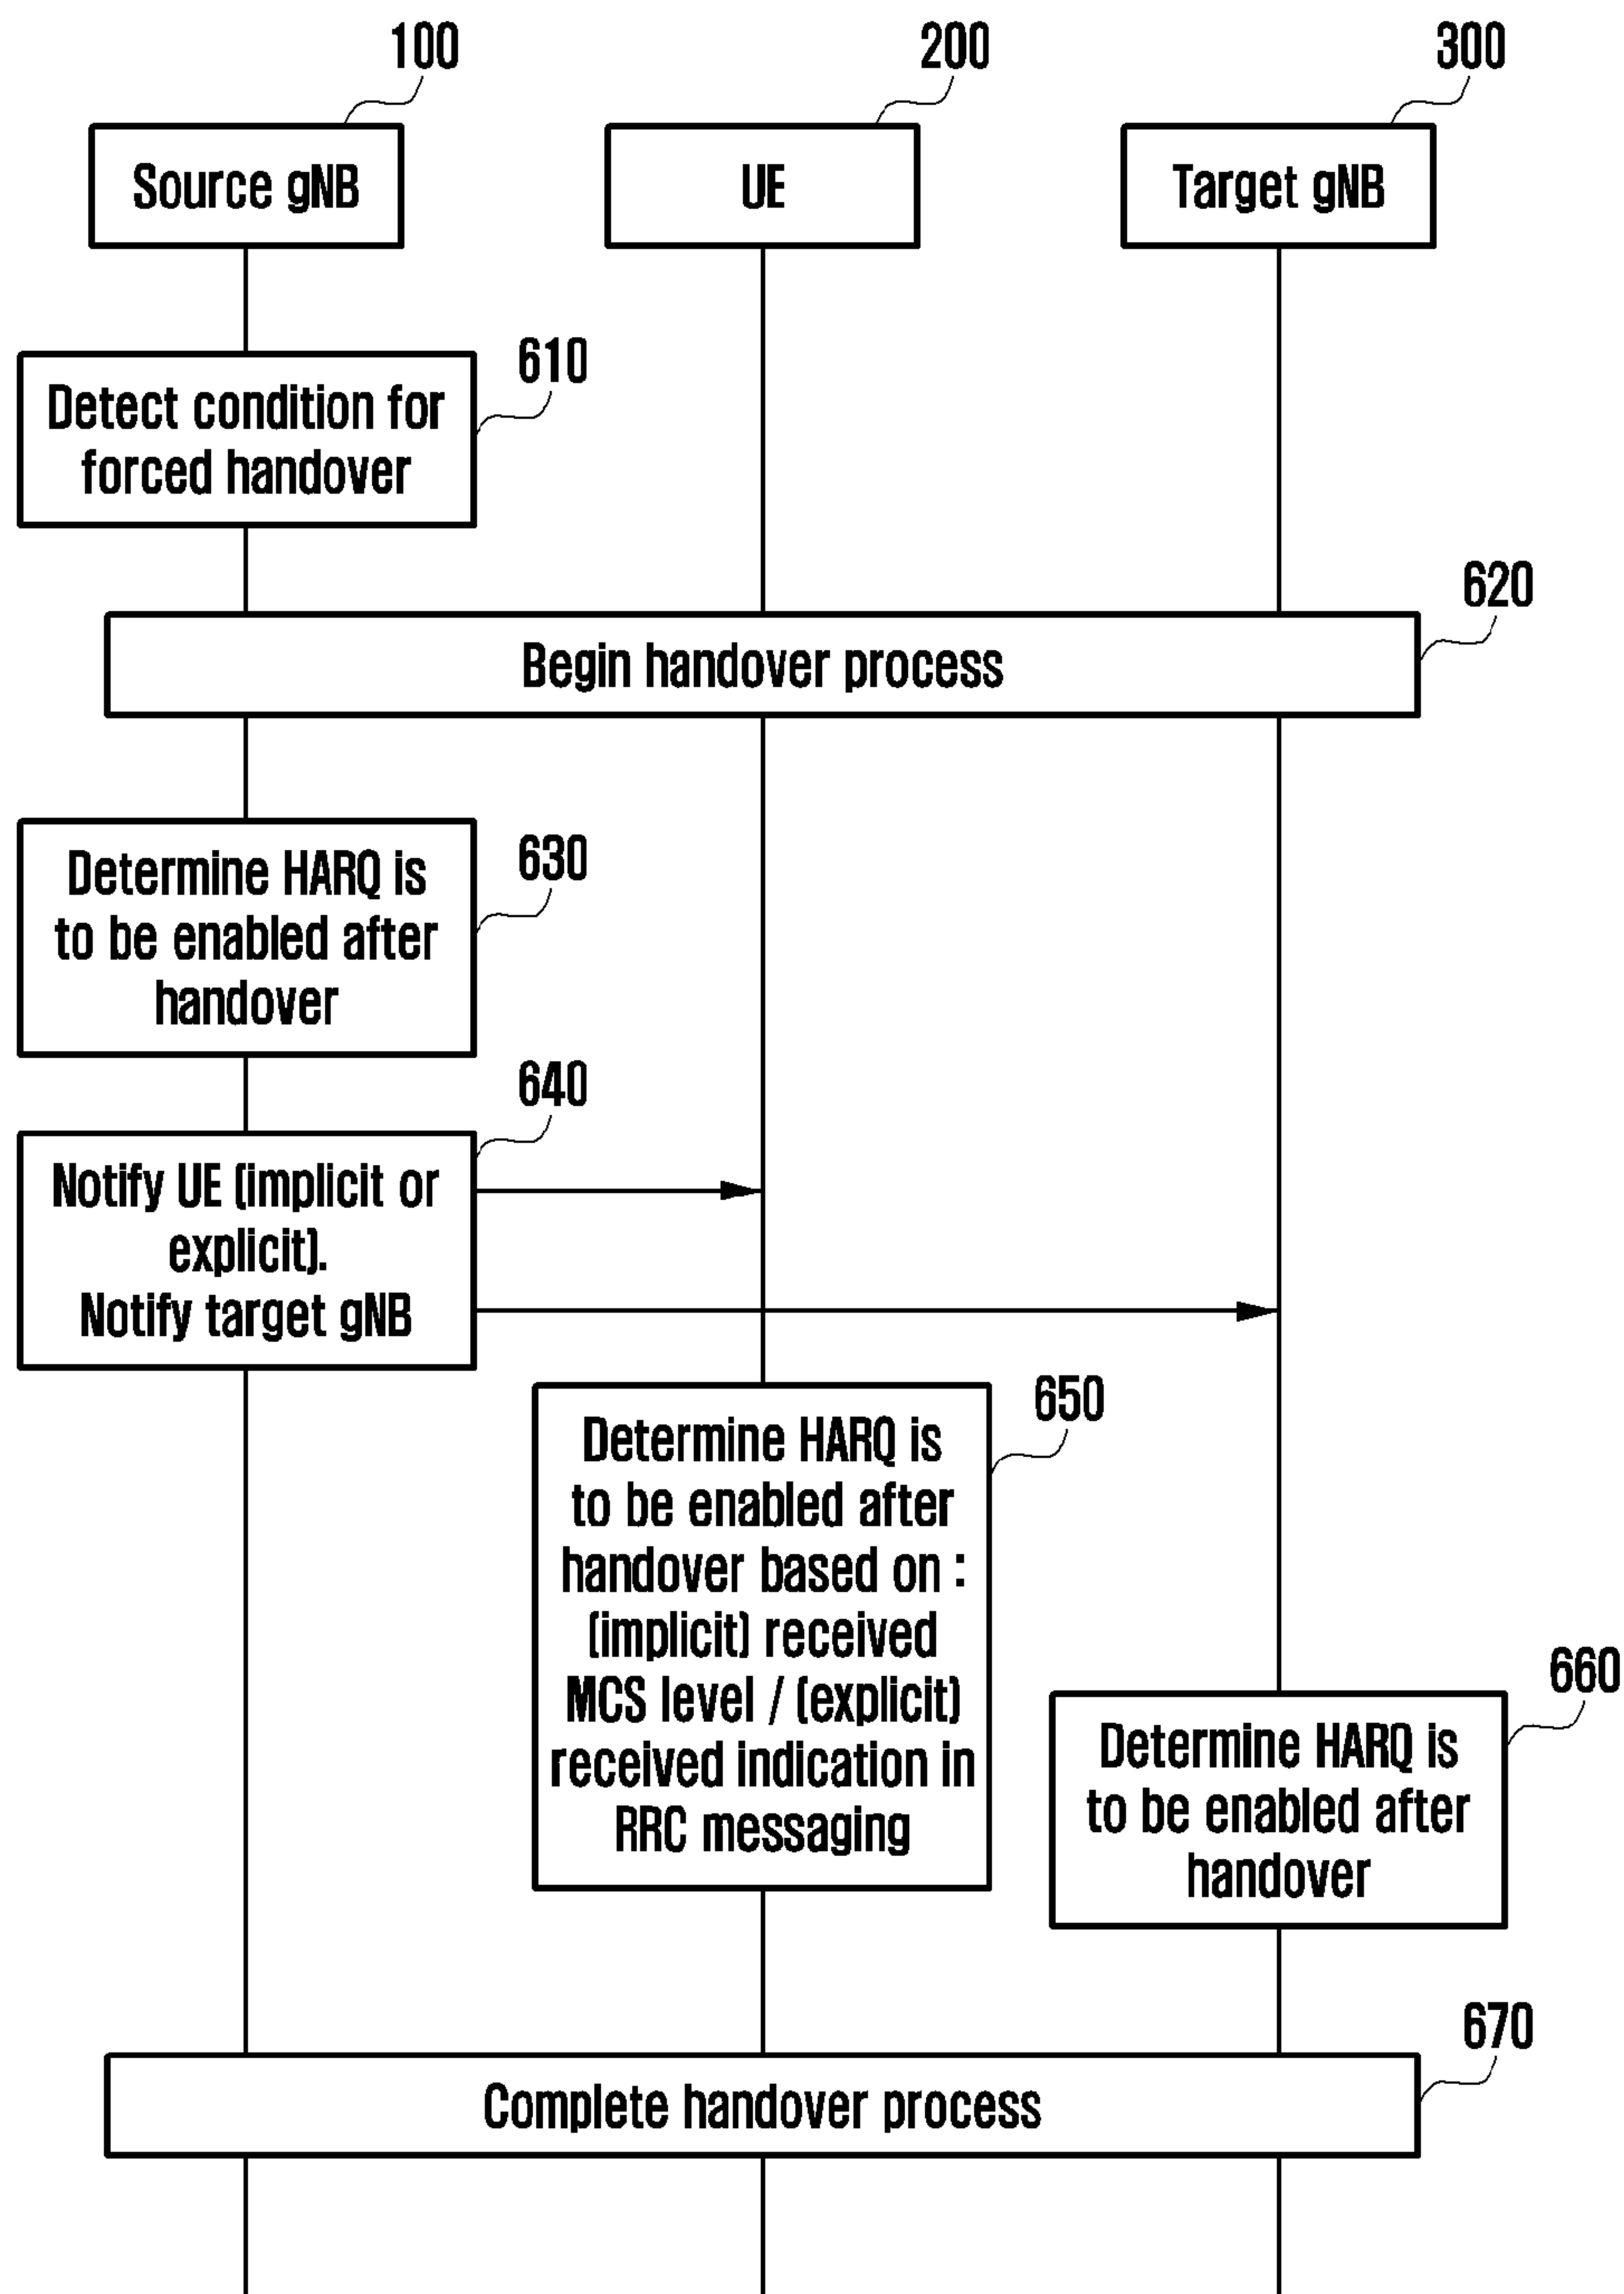 100
200
300
Source gNB
UE
Target gNB
610
Detect condition for
forced handover
620
Begin handover process
630
Determine HARQ is
to be enabled after
handover
640
Notify UE (implicit or
explicit).
Notify target gNB
650
Determine HARQ is
to be enabled after
handover based on :
(implicit) received
MCS level / (explicit)
received indication in
RRC messaging
660
Determine HARQ is
to be enabled after
handover
670
Complete handover process